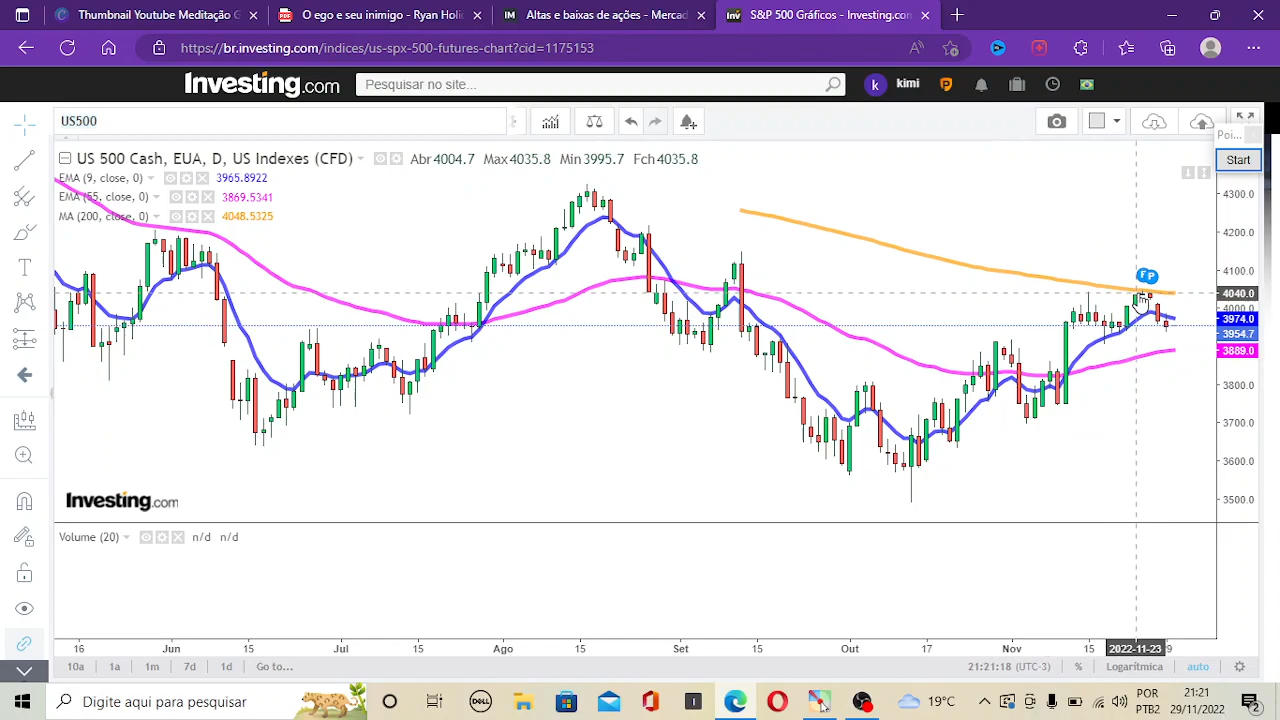 Thumbnail Youtube Meditação G
O ego e seu inimigo - Ryan Holic
Altas e baixas de ações - Mercad
S&P 500 Gráficos - Investing.con
https://br.investing.com/indices/us-spx-500-futures-chart?cid=1175153
Investing.com
Pesquisar no site...
k
kimi
US500
Poi...
Start
US 500 Cash, EUA, D, US Indexes (CFD)
Abr 4004.7 Max 4035.8 Min 3995.7 Fch 4035.8
EMA (9, close, 0) 3965.8922
EMA (55, close, 0) 3869.5341
MA (200, close, 0) 4048.5325
4300.0
4200.0
4100.0
4040.0
4000.0
3974.0
3954.7
3889.0
3800.0
3700.0
3600.0
3500.0
F P
Investing.com
Volume (20) n/d n/d
16 Jun 15 Jul 15 Ago 15 Set 15 Out 17 Nov 15 2022-11-23 9
10a 1a 1m 7d 1d Go to...
21:21:18 (UTC-3) % Logarítmica auto
Digite aqui para pesquisar
DELL
19°C
POR
PTB2
21:21
29/11/2022
2